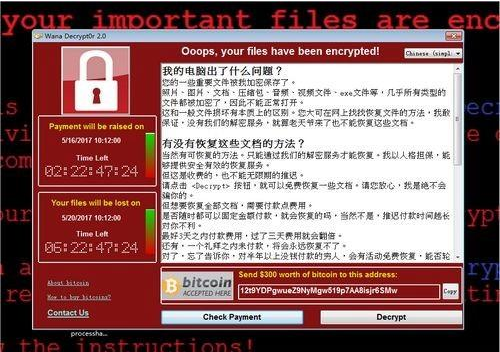 your important files are enc
Wana Decrypt0r 2.0
Ooops, your files have been encrypted!
Chinese (simpl
Payment will be raised on
5/16/2017 10:12:00
Time Left
02:22:47:24
Your files will be lost on
5/20/2017 10:12:00
Time Left
06:22:47:24
About bitcoin
How to buy bitcoins?
Contact Us
我的电脑出了什么问题？
您的一些重要文件被我加密保存了。
照片、图片、文档、压缩包、音频、视频文件、exe文件等，几乎所有类型的
文件都被加密了，因此不能正常打开。
这和一般文件损坏有本质上的区别。您大可在网上找找恢复文件的方法，我敢
保证，没有我们的解密服务，就算老天爷来了也不能恢复这些文档。
有没有恢复这些文档的方法？
当然有可恢复的方法。只能通过我们的解密服务才能恢复。我以人格担保，能
够提供安全有效的恢复服务。
但这是收费的，也不能无限期的推迟。
请点击 <Decrypt> 按钮，就可以免费恢复一些文档。请您放心，我是绝不会
骗你的。
但想要恢复全部文档，需要付款点费用。
是否随时都可以固定金额付款，就会恢复的吗，当然不是，推迟付款时间越长
对你不利。
最好3天之内付款费用，过了三天费用就会翻倍。
还有，一个礼拜之内未付款，将会永远恢复不了。
对了，忘了告诉你，对半年以上没钱付款的穷人，会有活动免费恢复，能否轮
bitcoin
ACCEPTED HERE
Send $300 worth of bitcoin to this address:
12t9YDPgwueZ9NyMgw519p7AA8isjr6SMw
Copy
Check Payment
Decrypt
the instructions!